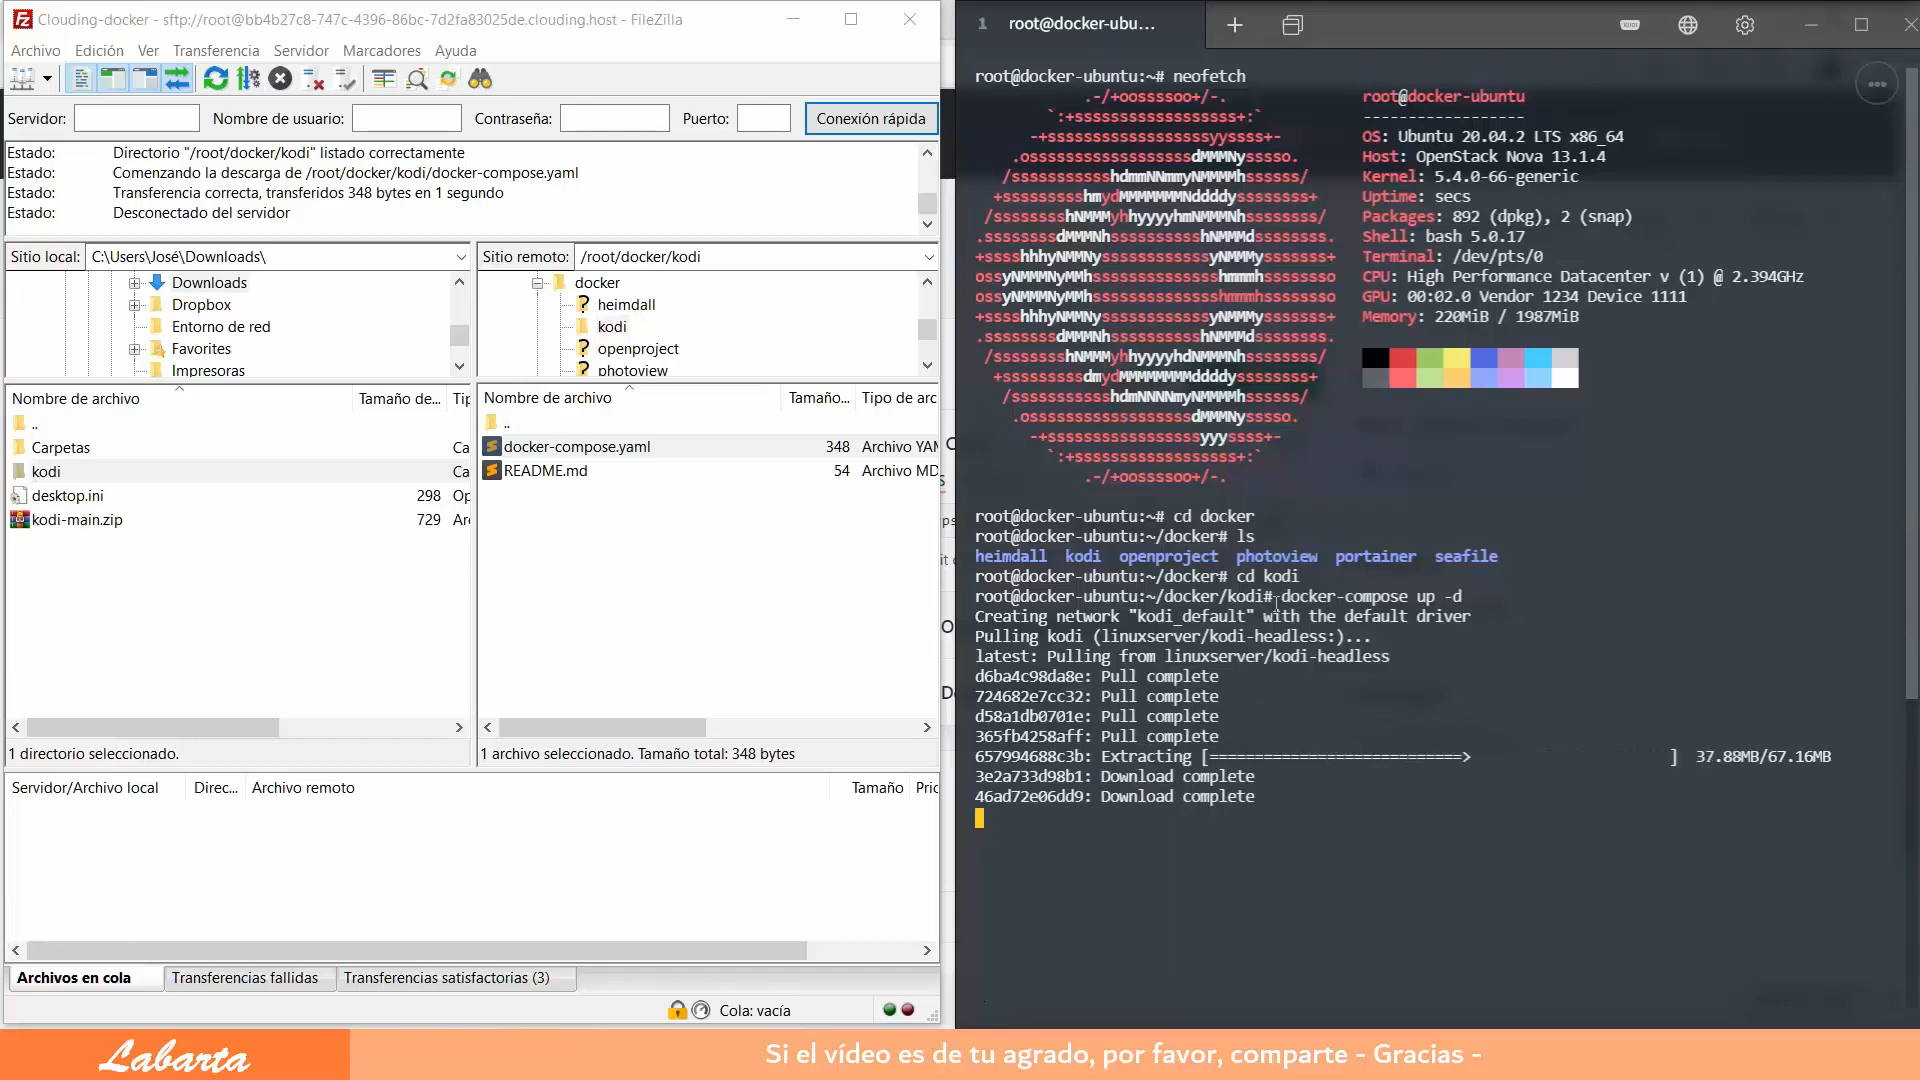 Clouding-docker - sftp://root@bb4b27c8-747c-4396-86bc-7d2fa83025de.clouding.host - FileZilla
Archivo Edición Ver Transferencia Servidor Marcadores Ayuda
Servidor: Nombre de usuario: Contraseña: Puerto: Conexión rápida
Estado: Directorio "/root/docker/kodi" listado correctamente
Estado: Comenzando la descarga de /root/docker/kodi/docker-compose.yaml
Estado: Transferencia correcta, transferidos 348 bytes en 1 segundo
Estado: Desconectado del servidor
Sitio local: C:\Users\José\Downloads\
Downloads
Dropbox
Entorno de red
Favorites
Impresoras
Nombre de archivo Tamaño de... Tip
..
Carpetas Ca
kodi Ca
desktop.ini 298 Op
kodi-main.zip 729 Arc
1 directorio seleccionado.
Sitio remoto: /root/docker/kodi
docker
heimdall
kodi
openproject
photoview
Nombre de archivo Tamaño... Tipo de arc
..
docker-compose.yaml 348 Archivo YAM
README.md 54 Archivo MD
1 archivo seleccionado. Tamaño total: 348 bytes
Servidor/Archivo local Direc... Archivo remoto Tamaño Pric
Archivos en cola Transferencias fallidas Transferencias satisfactorias (3)
Cola: vacía
1 root@docker-ubu...
root@docker-ubuntu:~# neofetch
root@docker-ubuntu
------------------
OS: Ubuntu 20.04.2 LTS x86_64
Host: OpenStack Nova 13.1.4
Kernel: 5.4.0-66-generic
Uptime: secs
Packages: 892 (dpkg), 2 (snap)
Shell: bash 5.0.17
Terminal: /dev/pts/0
CPU: High Performance Datacenter v (1) @ 2.394GHz
GPU: 00:02.0 Vendor 1234 Device 1111
Memory: 220MiB / 1987MiB
root@docker-ubuntu:~# cd docker
root@docker-ubuntu:~/docker# ls
heimdall kodi openproject photoview portainer seafile
root@docker-ubuntu:~/docker# cd kodi
root@docker-ubuntu:~/docker/kodi# docker-compose up -d
Creating network "kodi_default" with the default driver
Pulling kodi (linuxserver/kodi-headless:)...
latest: Pulling from linuxserver/kodi-headless
d6ba4c98da8e: Pull complete
724682e7cc32: Pull complete
d58a1db0701e: Pull complete
365fb4258aff: Pull complete
657994688c3b: Extracting [============================> ] 37.88MB/67.16MB
3e2a733d98b1: Download complete
46ad72e06dd9: Download complete
Labarta
Si el vídeo es de tu agrado, por favor, comparte - Gracias -